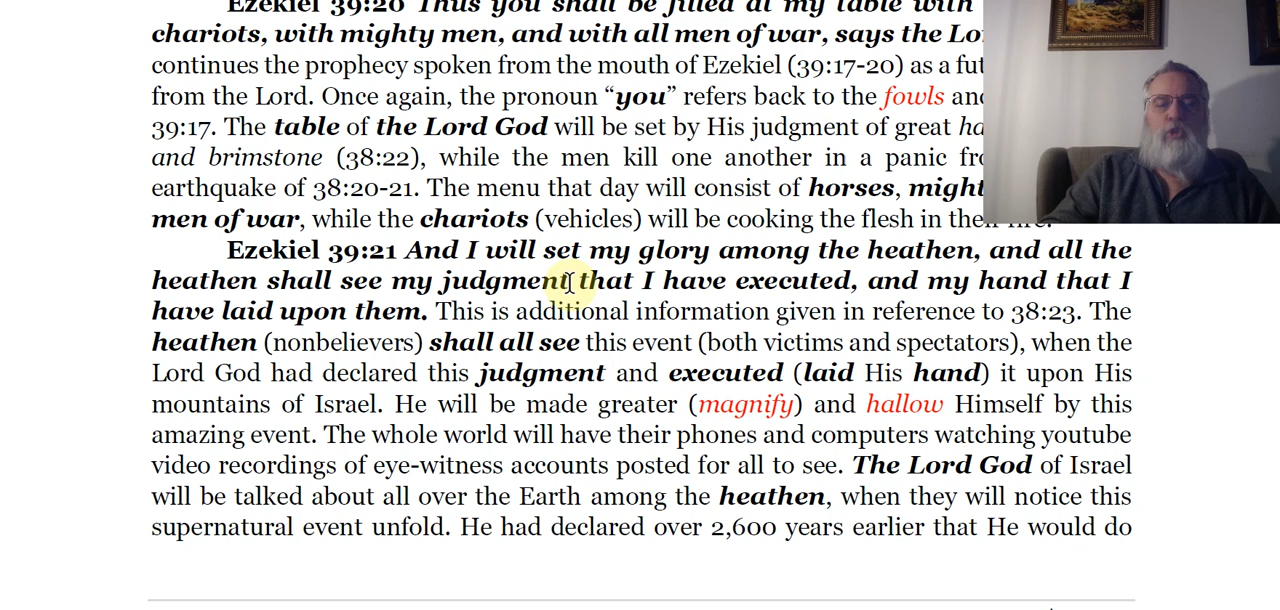 Ezekiel 39:20 Thus you shall be filled at my table with
chariots, with mighty men, and with all men of war, says the Lo
continues the prophecy spoken from the mouth of Ezekiel (39:17-20) as a fut
from the Lord. Once again, the pronoun “you” refers back to the fowls an
39:17. The table of the Lord God will be set by His judgment of great ha
and brimstone (38:22), while the men kill one another in a panic fr
earthquake of 38:20-21. The menu that day will consist of horses, might
men of war, while the chariots (vehicles) will be cooking the flesh in their fire.
Ezekiel 39:21 And I will set my glory among the heathen, and all the
heathen shall see my judgment that I have executed, and my hand that I
have laid upon them. This is additional information given in reference to 38:23. The
heathen (nonbelievers) shall all see this event (both victims and spectators), when the
Lord God had declared this judgment and executed (laid His hand) it upon His
mountains of Israel. He will be made greater (magnify) and hallow Himself by this
amazing event. The whole world will have their phones and computers watching youtube
video recordings of eye-witness accounts posted for all to see. The Lord God of Israel
will be talked about all over the Earth among the heathen, when they will notice this
supernatural event unfold. He had declared over 2,600 years earlier that He would do